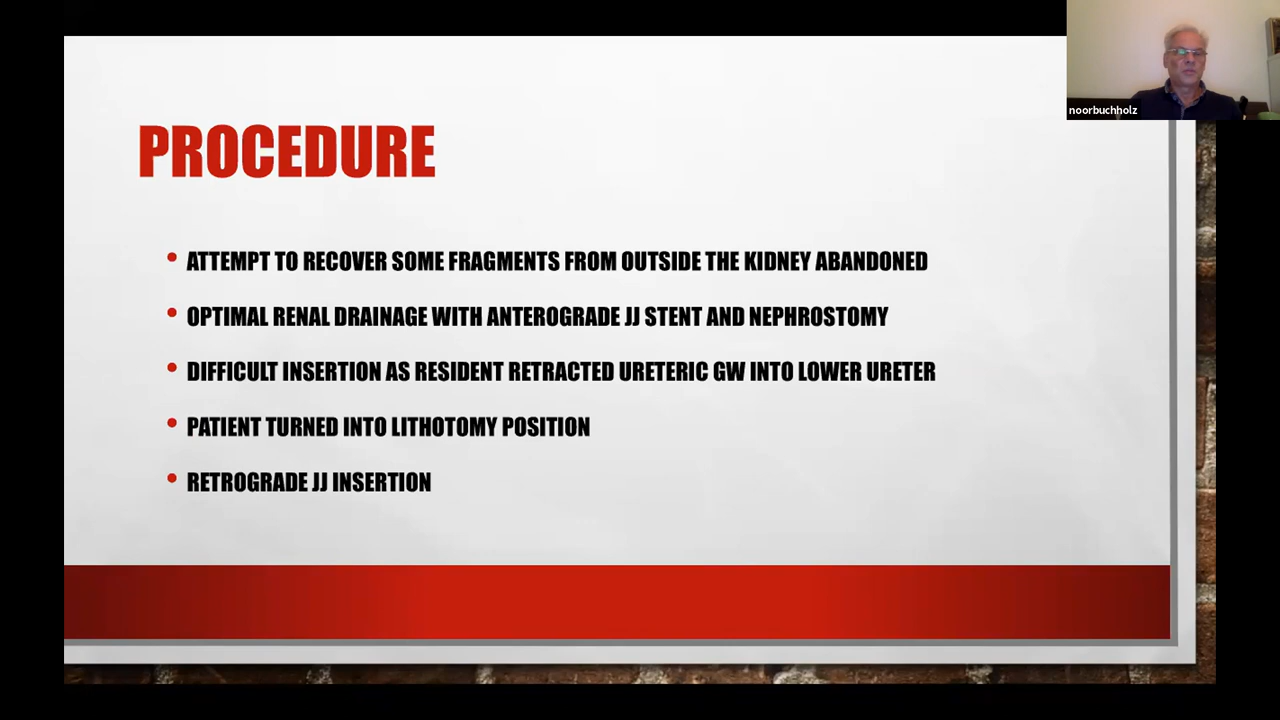 noorbuchholz
PROCEDURE
• ATTEMPT TO RECOVER SOME FRAGMENTS FROM OUTSIDE THE KIDNEY ABANDONED
• OPTIMAL RENAL DRAINAGE WITH ANTEROGRADE JJ STENT AND NEPHROSTOMY
• DIFFICULT INSERTION AS RESIDENT RETRACTED URETERIC GW INTO LOWER URETER
• PATIENT TURNED INTO LITHOTOMY POSITION
• RETROGRADE JJ INSERTION